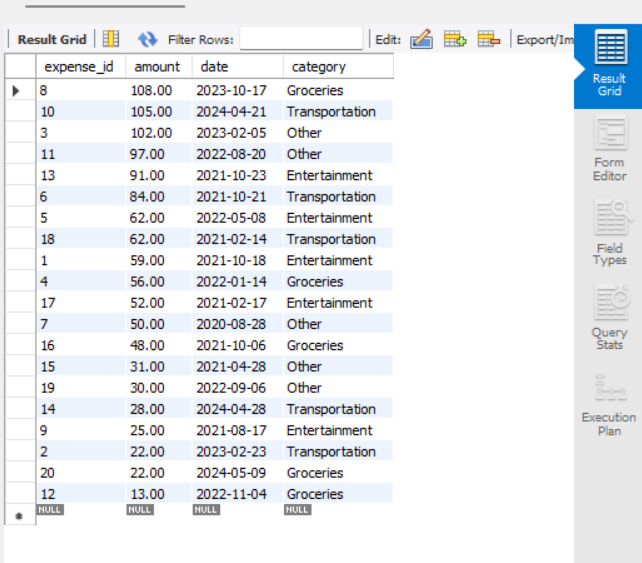 Result Grid Filter Rows: Edit: Export/Im
expense_id amount date category
8 108.00 2023-10-17 Groceries
10 105.00 2024-04-21 Transportation
3 102.00 2023-02-05 Other
11 97.00 2022-08-20 Other
13 91.00 2021-10-23 Entertainment
6 84.00 2021-10-21 Transportation
5 62.00 2022-05-08 Entertainment
18 62.00 2021-02-14 Transportation
1 59.00 2021-10-18 Entertainment
4 56.00 2022-01-14 Groceries
17 52.00 2021-02-17 Entertainment
7 50.00 2020-08-28 Other
16 48.00 2021-10-06 Groceries
15 31.00 2021-04-28 Other
19 30.00 2022-09-06 Other
14 28.00 2024-04-28 Transportation
9 25.00 2021-08-17 Entertainment
2 22.00 2023-02-23 Transportation
20 22.00 2024-05-09 Groceries
12 13.00 2022-11-04 Groceries
NULL NULL NULL NULL
Result
Grid
Form
Editor
Field
Types
Query
Stats
Execution
Plan